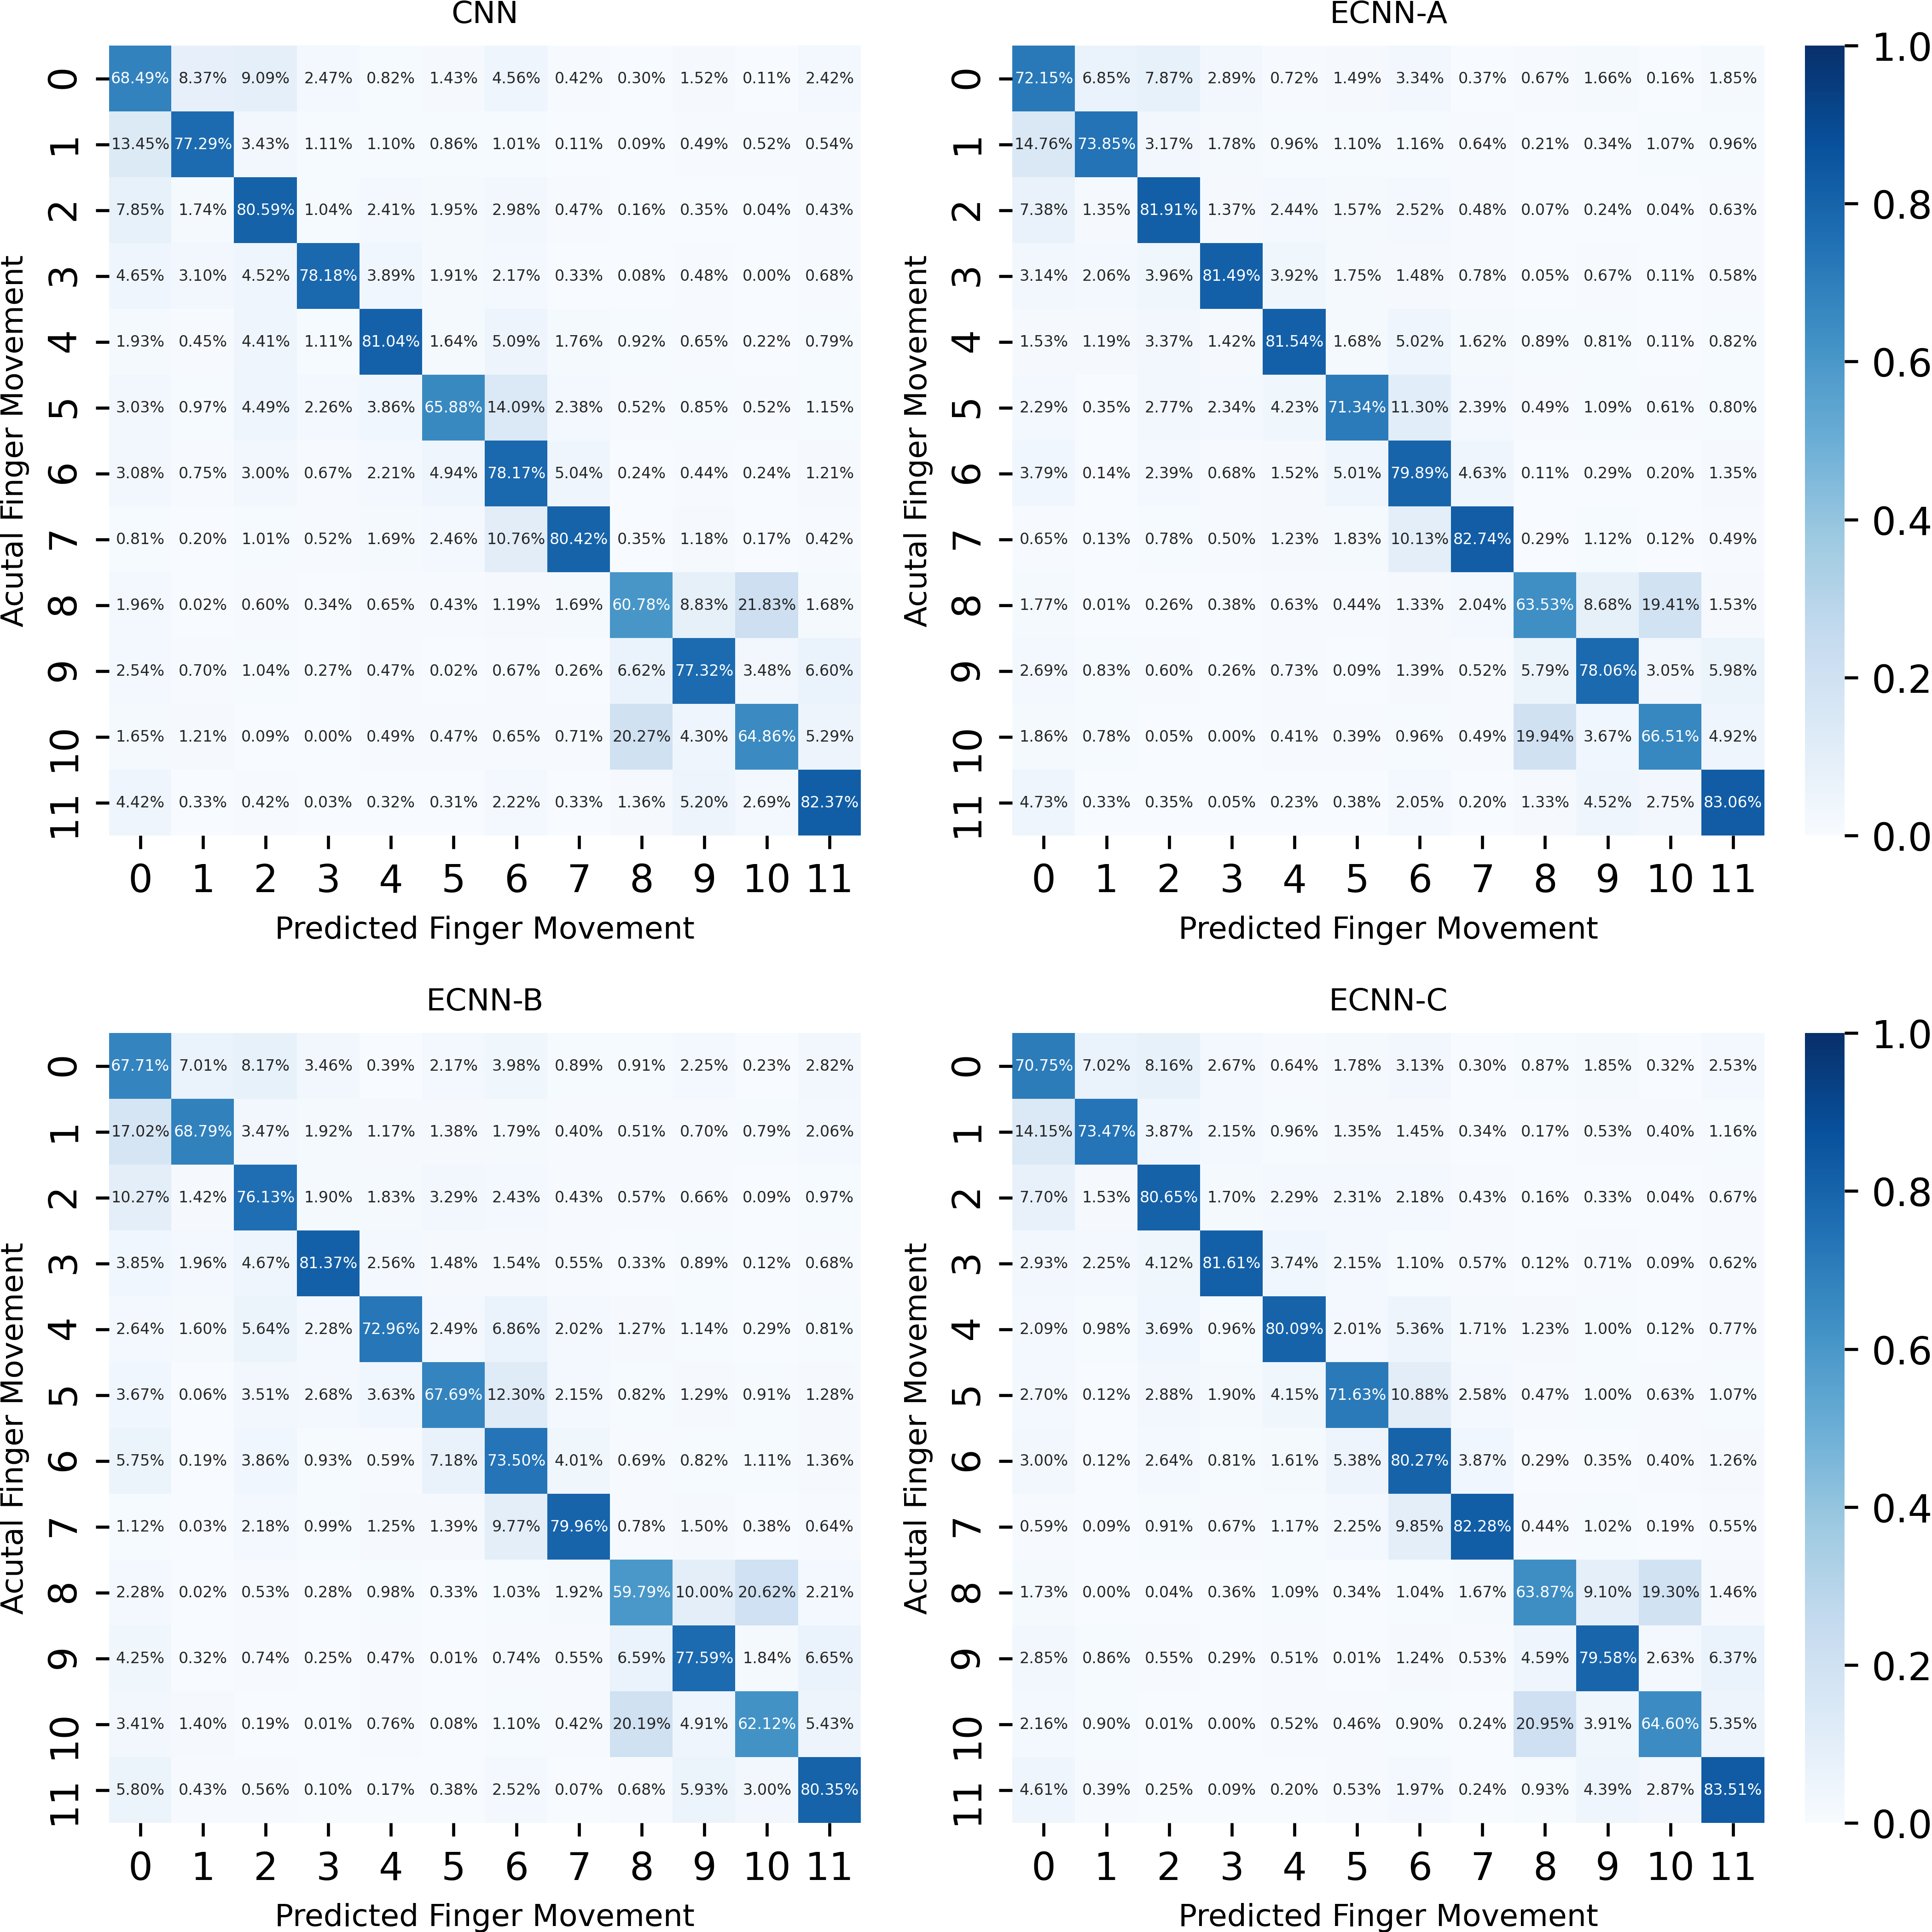 CNN
0 68.49% 8.37% 9.09% 2.47% 0.82% 1.43% 4.56% 0.42% 0.30% 1.52% 0.11% 2.42%
1 13.45% 77.29% 3.43% 1.11% 1.10% 0.86% 1.01% 0.11% 0.09% 0.49% 0.52% 0.54%
2 7.85% 1.74% 80.59% 1.04% 2.41% 1.95% 2.98% 0.47% 0.16% 0.35% 0.04% 0.43%
3 4.65% 3.10% 4.52% 78.18% 3.89% 1.91% 2.17% 0.33% 0.08% 0.48% 0.00% 0.68%
4 1.93% 0.45% 4.41% 1.11% 81.04% 1.64% 5.09% 1.76% 0.92% 0.65% 0.22% 0.79%
5 3.03% 0.97% 4.49% 2.26% 3.86% 65.88% 14.09% 2.38% 0.52% 0.85% 0.52% 1.15%
6 3.08% 0.75% 3.00% 0.67% 2.21% 4.94% 78.17% 5.04% 0.24% 0.44% 0.24% 1.21%
7 0.81% 0.20% 1.01% 0.52% 1.69% 2.46% 10.76% 80.42% 0.35% 1.18% 0.17% 0.42%
8 1.96% 0.02% 0.60% 0.34% 0.65% 0.43% 1.19% 1.69% 60.78% 8.83% 21.83% 1.68%
9 2.54% 0.70% 1.04% 0.27% 0.47% 0.02% 0.67% 0.26% 6.62% 77.32% 3.48% 6.60%
10 1.65% 1.21% 0.09% 0.00% 0.49% 0.47% 0.65% 0.71% 20.27% 4.30% 64.86% 5.29%
11 4.42% 0.33% 0.42% 0.03% 0.32% 0.31% 2.22% 0.33% 1.36% 5.20% 2.69% 82.37%
0 1 2 3 4 5 6 7 8 9 10 11
Acutal Finger Movement
Predicted Finger Movement
ECNN-A
0 72.15% 6.85% 7.87% 2.89% 0.72% 1.49% 3.34% 0.37% 0.67% 1.66% 0.16% 1.85%
1 14.76% 73.85% 3.17% 1.78% 0.96% 1.10% 1.16% 0.64% 0.21% 0.34% 1.07% 0.96%
2 7.38% 1.35% 81.91% 1.37% 2.44% 1.57% 2.52% 0.48% 0.07% 0.24% 0.04% 0.63%
3 3.14% 2.06% 3.96% 81.49% 3.92% 1.75% 1.48% 0.78% 0.05% 0.67% 0.11% 0.58%
4 1.53% 1.19% 3.37% 1.42% 81.54% 1.68% 5.02% 1.62% 0.89% 0.81% 0.11% 0.82%
5 2.29% 0.35% 2.77% 2.34% 4.23% 71.34% 11.30% 2.39% 0.49% 1.09% 0.61% 0.80%
6 3.79% 0.14% 2.39% 0.68% 1.52% 5.01% 79.89% 4.63% 0.11% 0.29% 0.20% 1.35%
7 0.65% 0.13% 0.78% 0.50% 1.23% 1.83% 10.13% 82.74% 0.29% 1.12% 0.12% 0.49%
8 1.77% 0.01% 0.26% 0.38% 0.63% 0.44% 1.33% 2.04% 63.53% 8.68% 19.41% 1.53%
9 2.69% 0.83% 0.60% 0.26% 0.73% 0.09% 1.39% 0.52% 5.79% 78.06% 3.05% 5.98%
10 1.86% 0.78% 0.05% 0.00% 0.41% 0.39% 0.96% 0.49% 19.94% 3.67% 66.51% 4.92%
11 4.73% 0.33% 0.35% 0.05% 0.23% 0.38% 2.05% 0.20% 1.33% 4.52% 2.75% 83.06%
0 1 2 3 4 5 6 7 8 9 10 11
Acutal Finger Movement
Predicted Finger Movement
1.0
0.8
0.6
0.4
0.2
0.0
ECNN-B
0 67.71% 7.01% 8.17% 3.46% 0.39% 2.17% 3.98% 0.89% 0.91% 2.25% 0.23% 2.82%
1 17.02% 68.79% 3.47% 1.92% 1.17% 1.38% 1.79% 0.40% 0.51% 0.70% 0.79% 2.06%
2 10.27% 1.42% 76.13% 1.90% 1.83% 3.29% 2.43% 0.43% 0.57% 0.66% 0.09% 0.97%
3 3.85% 1.96% 4.67% 81.37% 2.56% 1.48% 1.54% 0.55% 0.33% 0.89% 0.12% 0.68%
4 2.64% 1.60% 5.64% 2.28% 72.96% 2.49% 6.86% 2.02% 1.27% 1.14% 0.29% 0.81%
5 3.67% 0.06% 3.51% 2.68% 3.63% 67.69% 12.30% 2.15% 0.82% 1.29% 0.91% 1.28%
6 5.75% 0.19% 3.86% 0.93% 0.59% 7.18% 73.50% 4.01% 0.69% 0.82% 1.11% 1.36%
7 1.12% 0.03% 2.18% 0.99% 1.25% 1.39% 9.77% 79.96% 0.78% 1.50% 0.38% 0.64%
8 2.28% 0.02% 0.53% 0.28% 0.98% 0.33% 1.03% 1.92% 59.79% 10.00% 20.62% 2.21%
9 4.25% 0.32% 0.74% 0.25% 0.47% 0.01% 0.74% 0.55% 6.59% 77.59% 1.84% 6.65%
10 3.41% 1.40% 0.19% 0.01% 0.76% 0.08% 1.10% 0.42% 20.19% 4.91% 62.12% 5.43%
11 5.80% 0.43% 0.56% 0.10% 0.17% 0.38% 2.52% 0.07% 0.68% 5.93% 3.00% 80.35%
0 1 2 3 4 5 6 7 8 9 10 11
Acutal Finger Movement
Predicted Finger Movement
ECNN-C
0 70.75% 7.02% 8.16% 2.67% 0.64% 1.78% 3.13% 0.30% 0.87% 1.85% 0.32% 2.53%
1 14.15% 73.47% 3.87% 2.15% 0.96% 1.35% 1.45% 0.34% 0.17% 0.53% 0.40% 1.16%
2 7.70% 1.53% 80.65% 1.70% 2.29% 2.31% 2.18% 0.43% 0.16% 0.33% 0.04% 0.67%
3 2.93% 2.25% 4.12% 81.61% 3.74% 2.15% 1.10% 0.57% 0.12% 0.71% 0.09% 0.62%
4 2.09% 0.98% 3.69% 0.96% 80.09% 2.01% 5.36% 1.71% 1.23% 1.00% 0.12% 0.77%
5 2.70% 0.12% 2.88% 1.90% 4.15% 71.63% 10.88% 2.58% 0.47% 1.00% 0.63% 1.07%
6 3.00% 0.12% 2.64% 0.81% 1.61% 5.38% 80.27% 3.87% 0.29% 0.35% 0.40% 1.26%
7 0.59% 0.09% 0.91% 0.67% 1.17% 2.25% 9.85% 82.28% 0.44% 1.02% 0.19% 0.55%
8 1.73% 0.00% 0.04% 0.36% 1.09% 0.34% 1.04% 1.67% 63.87% 9.10% 19.30% 1.46%
9 2.85% 0.86% 0.55% 0.29% 0.51% 0.01% 1.24% 0.53% 4.59% 79.58% 2.63% 6.37%
10 2.16% 0.90% 0.01% 0.00% 0.52% 0.46% 0.90% 0.24% 20.95% 3.91% 64.60% 5.35%
11 4.61% 0.39% 0.25% 0.09% 0.20% 0.53% 1.97% 0.24% 0.93% 4.39% 2.87% 83.51%
0 1 2 3 4 5 6 7 8 9 10 11
Acutal Finger Movement
Predicted Finger Movement
1.0
0.8
0.6
0.4
0.2
0.0